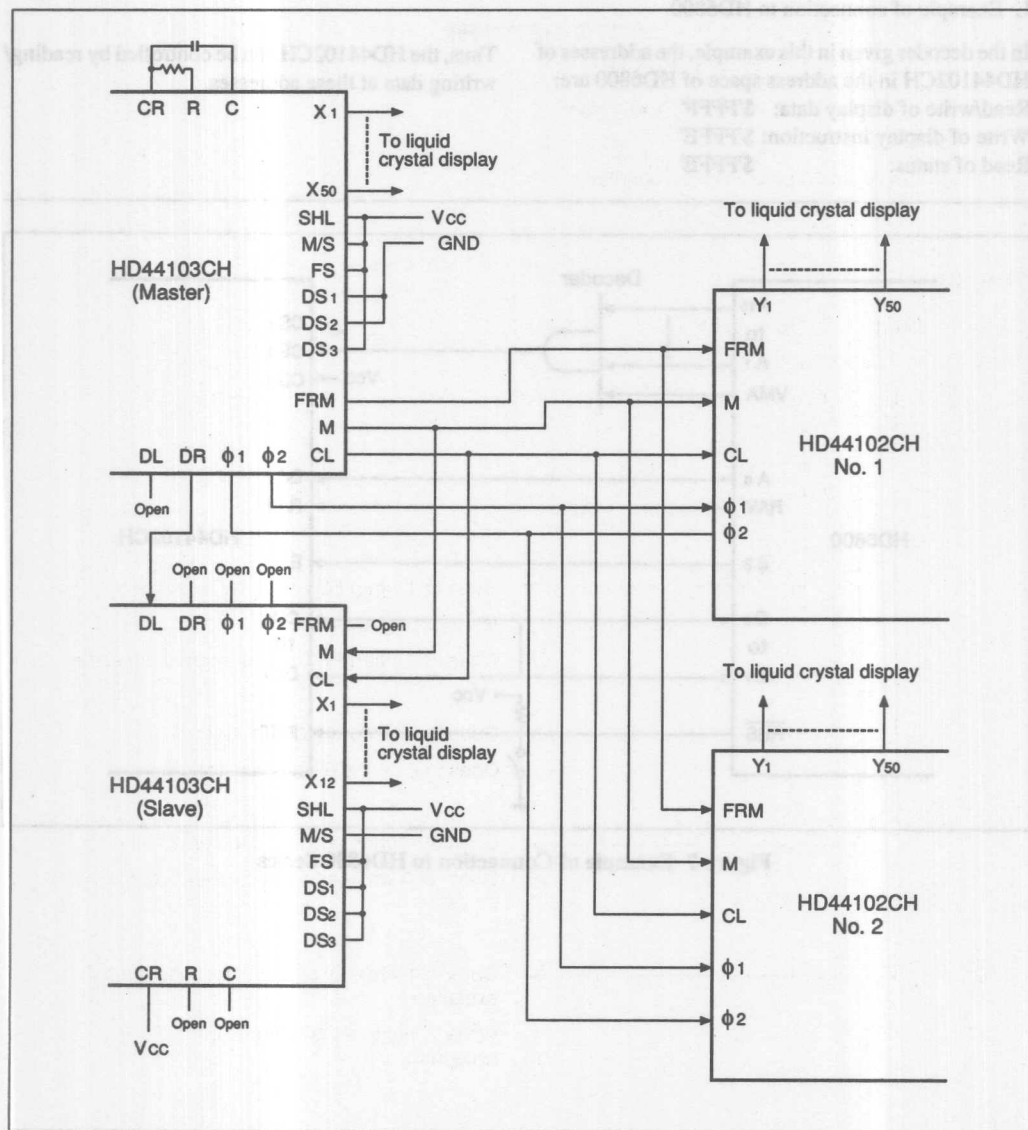 CR R C
X1
To liquid
crystal display
X50
SHL
Vcc
M/S
GND
HD44103CH
(Master)
FS
DS1
DS2
DS3
FRM
M
CL
DL DR ϕ1 ϕ2
Open
Open Open Open
DL DR ϕ1 ϕ2
FRM
Open
M
CL
X1
To liquid
crystal display
X12
HD44103CH
(Slave)
SHL
Vcc
M/S
GND
FS
DS1
DS2
DS3
CR R C
Open Open
Vcc
To liquid crystal display
Y1 Y50
FRM
M
HD44102CH
No. 1
CL
ϕ1
ϕ2
To liquid crystal display
Y1 Y50
FRM
M
HD44102CH
No. 2
CL
ϕ1
ϕ2